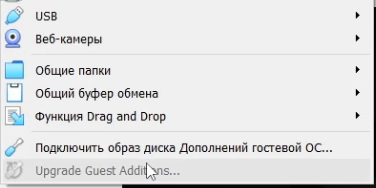 USB
Веб-камеры
Общие папки
Общий буфер обмена
Функция Drag and Drop
Подключить образ диска Дополнений гостевой ОС...
Upgrade Guest Additions...